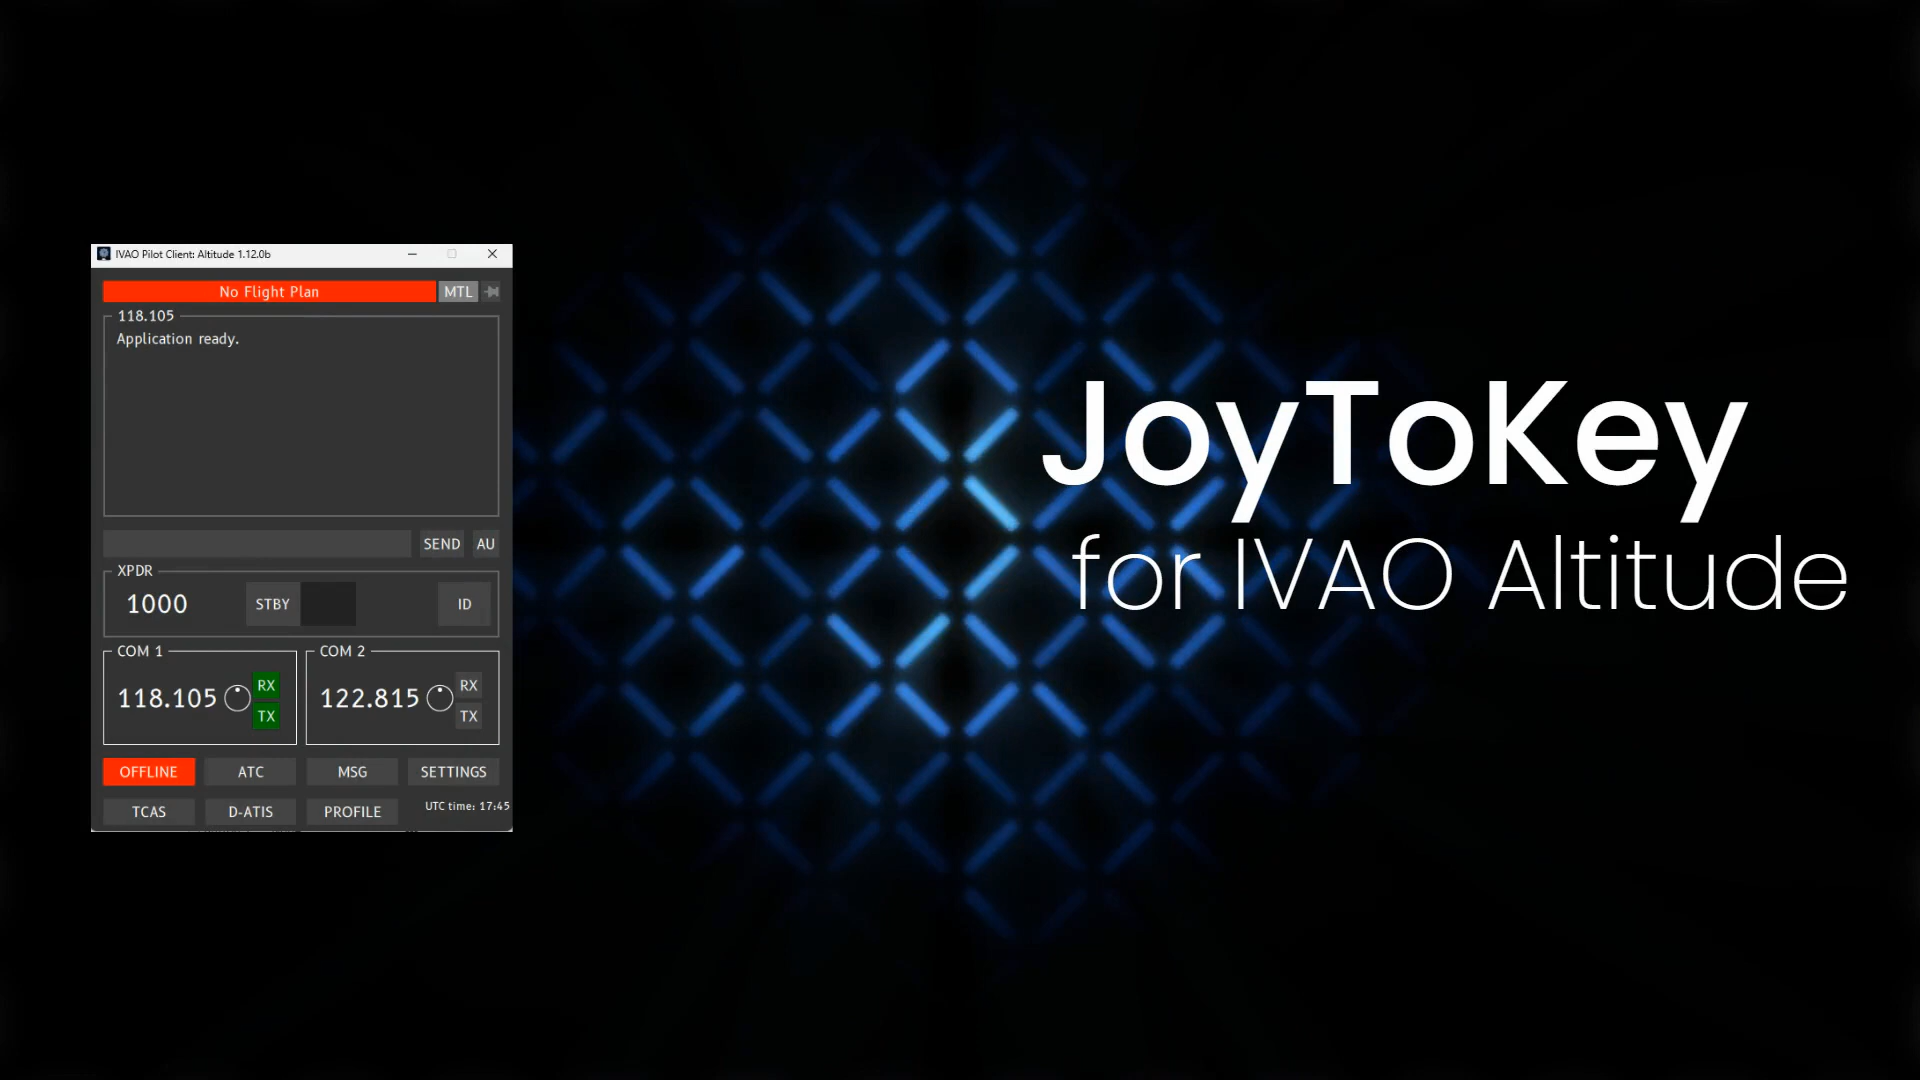 IVAO Pilot Client: Altitude 1.12.0b
No Flight Plan
MTL
118.105
Application ready.
SEND
AU
XPDR
1000
STBY
ID
COM 1
118.105
RX
TX
COM 2
122.815
RX
TX
OFFLINE
ATC
MSG
SETTINGS
TCAS
D-ATIS
PROFILE
UTC time: 17:45
JoyToKey
for IVAO Altitude